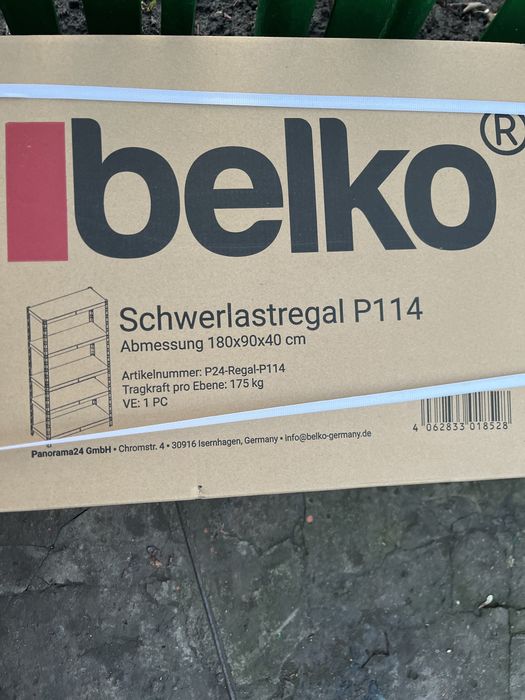 belko®
Schwerlastregal P114
Abmessung 180x90x40 cm
Artikelnummer: P24-Regal-P114
Tragkraft pro Ebene: 175 kg
VE: 1 PC
4 062833 018528
Panorama24 GmbH • Chromstr. 4 • 30916 Isernhagen, Germany • info@belko-germany.de